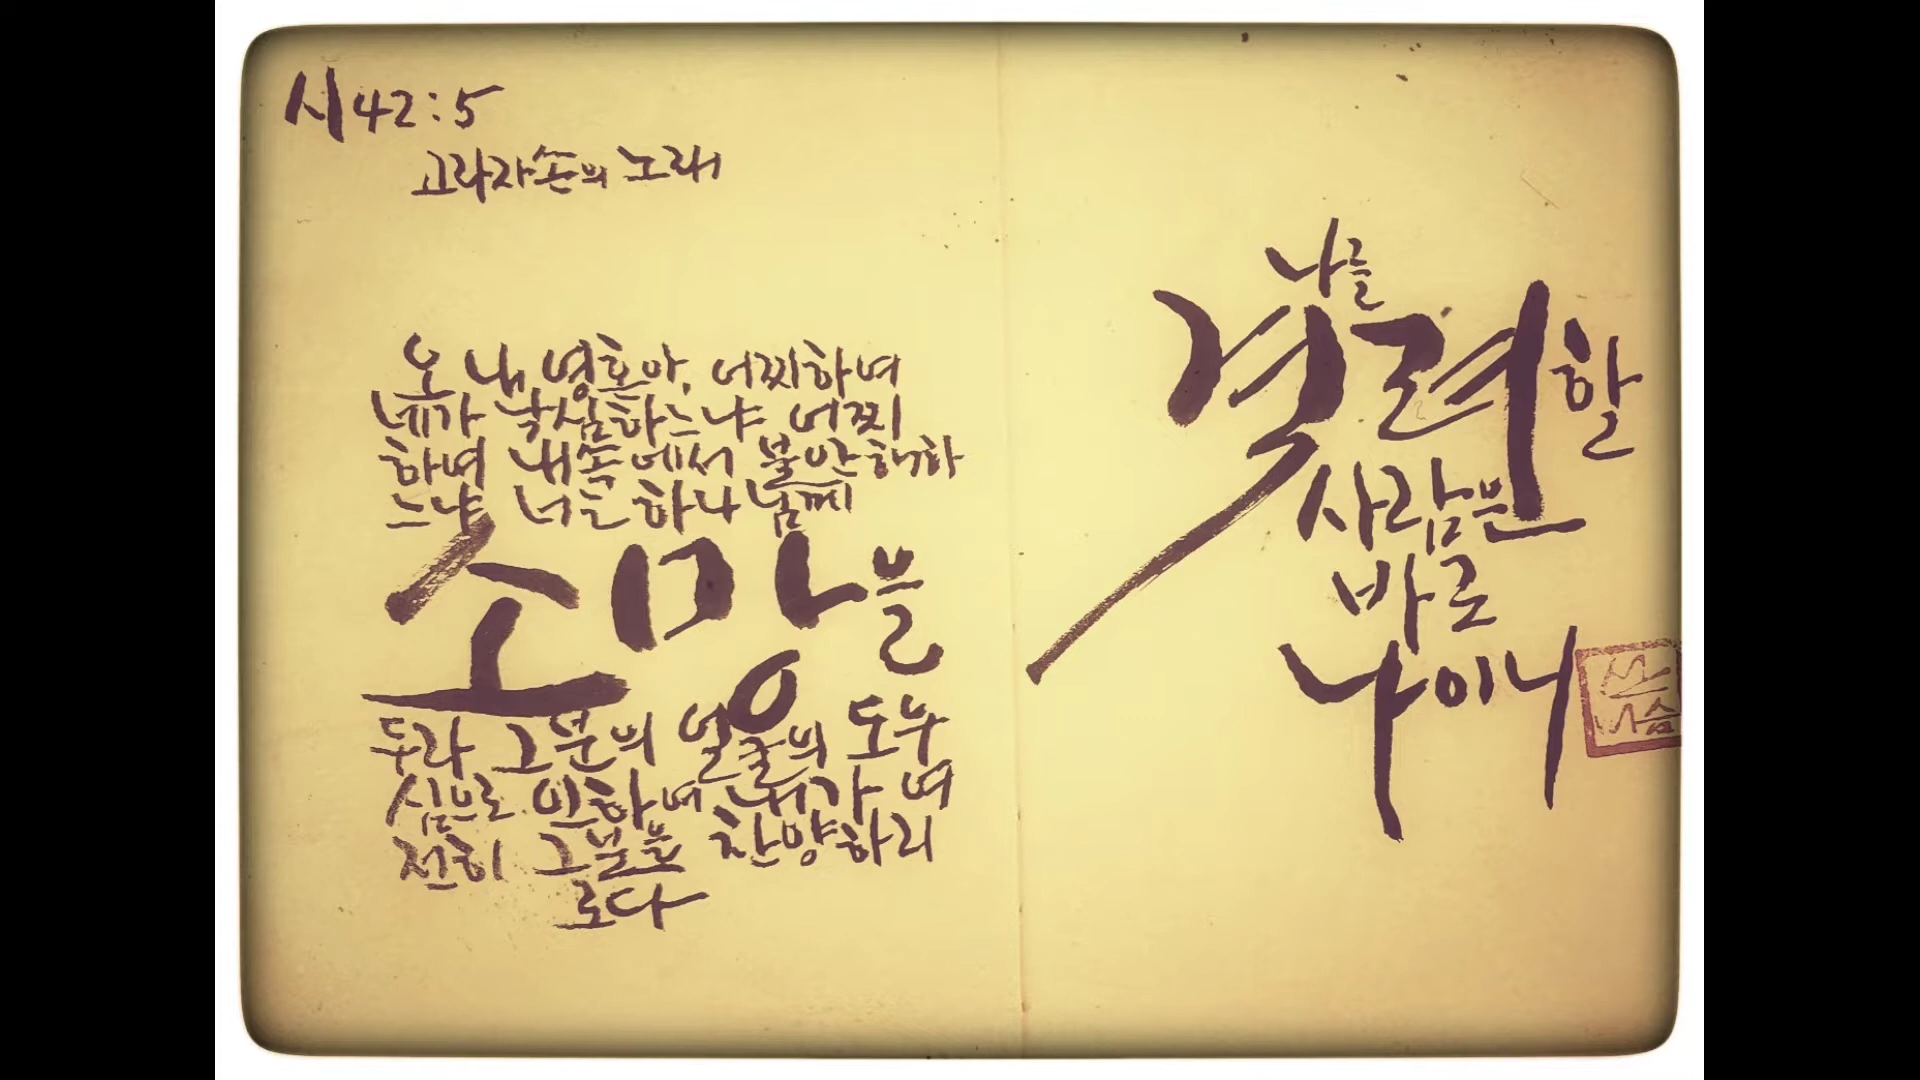 시42:5
고라자손의 노래
오 내 영혼아, 어찌하여
네가 낙심하느냐 어찌
하여 내속에서 불안해하
느냐 너는 하나님께
소망을
두라 그분의 얼굴의 도우
심으로 인하여 내가 여
전히 그분을 찬양하리
로다
나를
격려할
사람은
바로
나이니